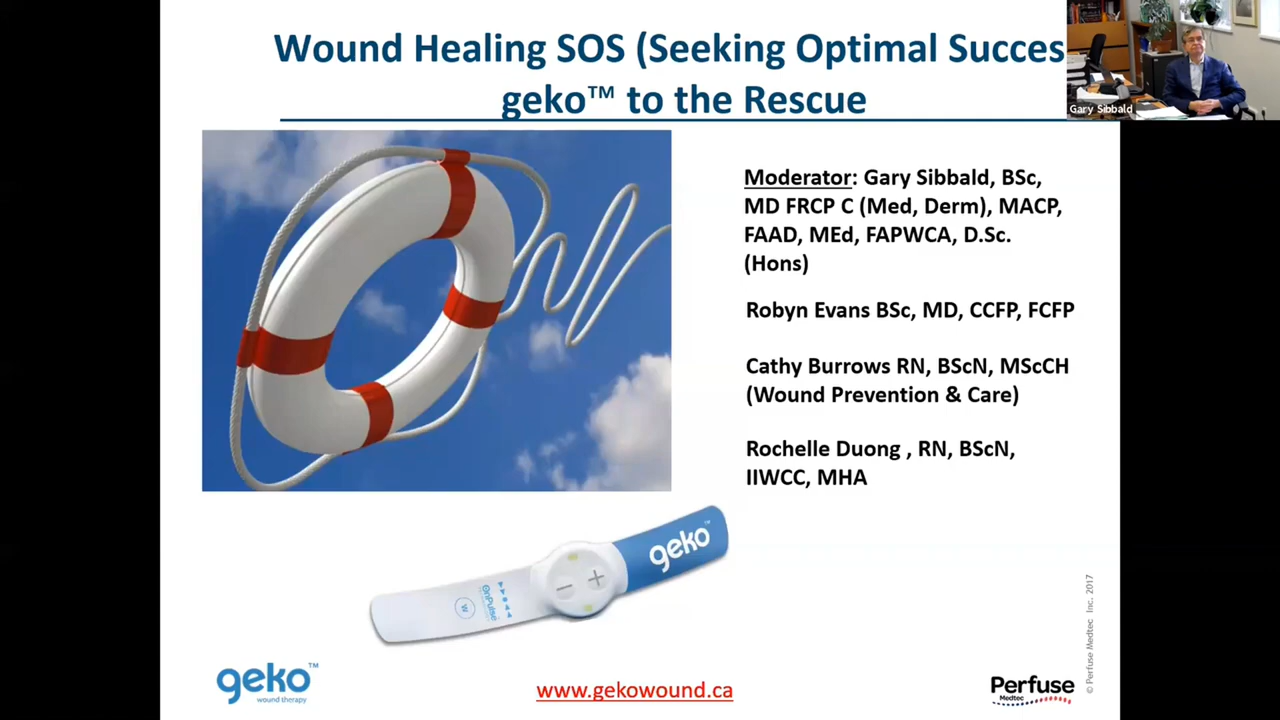 Wound Healing SOS (Seeking Optimal Succes
geko™ to the Rescue
Gary Sibbald
Moderator: Gary Sibbald, BSc,
MD FRCP C (Med, Derm), MACP,
FAAD, MEd, FAPWCA, D.Sc.
(Hons)
Robyn Evans BSc, MD, CCFP, FCFP
Cathy Burrows RN, BScN, MScCH
(Wound Prevention & Care)
Rochelle Duong , RN, BScN,
IIWCC, MHA
geko™
OnPulse
W
geko™
wound therapy
www.gekowound.ca
Perfuse
Medtec
© Perfuse Medtec Inc. 2017